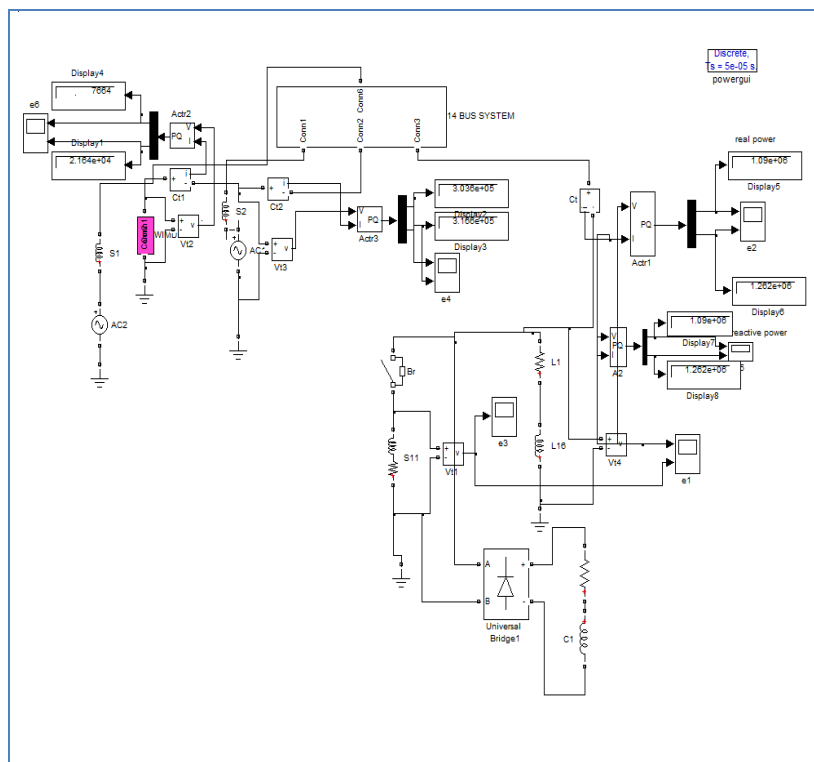 Discrete,
Ts = 5e-05 s.
powergui
Display4
7664
e6
Actr2
V
PQ
I
Display1
2.164e+04
Conn6
14 BUS SYSTEM
Conn1
Conn2
Conn3
real power
1.09e+06
Display5
Ct1
i
+
-
Ct2
i
+
-
S2
Vt2
+
-
v
S1
AC2
Vt3
+
-
v
V
PQ
I
Actr3
3.036e+05
Display2
3.166e+05
Display3
e4
Ct
+
-
V
PQ
I
Actr1
e2
1.262e+06
Display6
1.09e+06
Display7
reactive power
V
PQ
I
A2
1.262e+06
Display8
Br
L1
e3
S11
+
-
v
Vt1
L16
+
-
v
Vt4
e1
A
B
+
-
Universal
Bridge1
C1